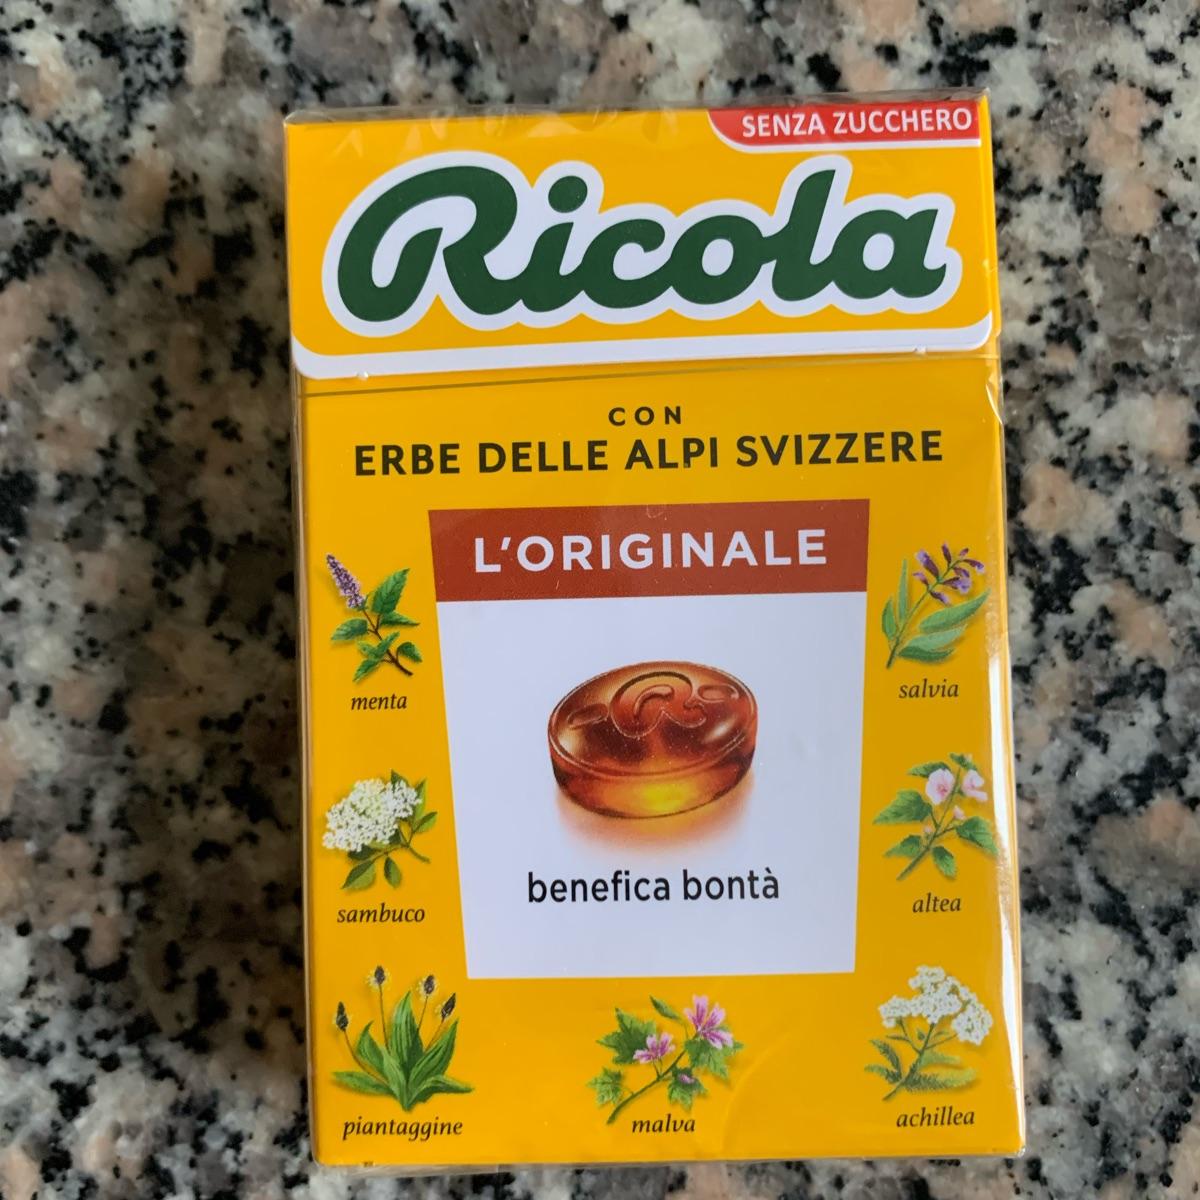 SENZA ZUCCHERO
Ricola
CON
ERBE DELLE ALPI SVIZZERE
L'ORIGINALE
menta
salvia
benefica bontà
sambuco
altea
piantaggine
malva
achillea